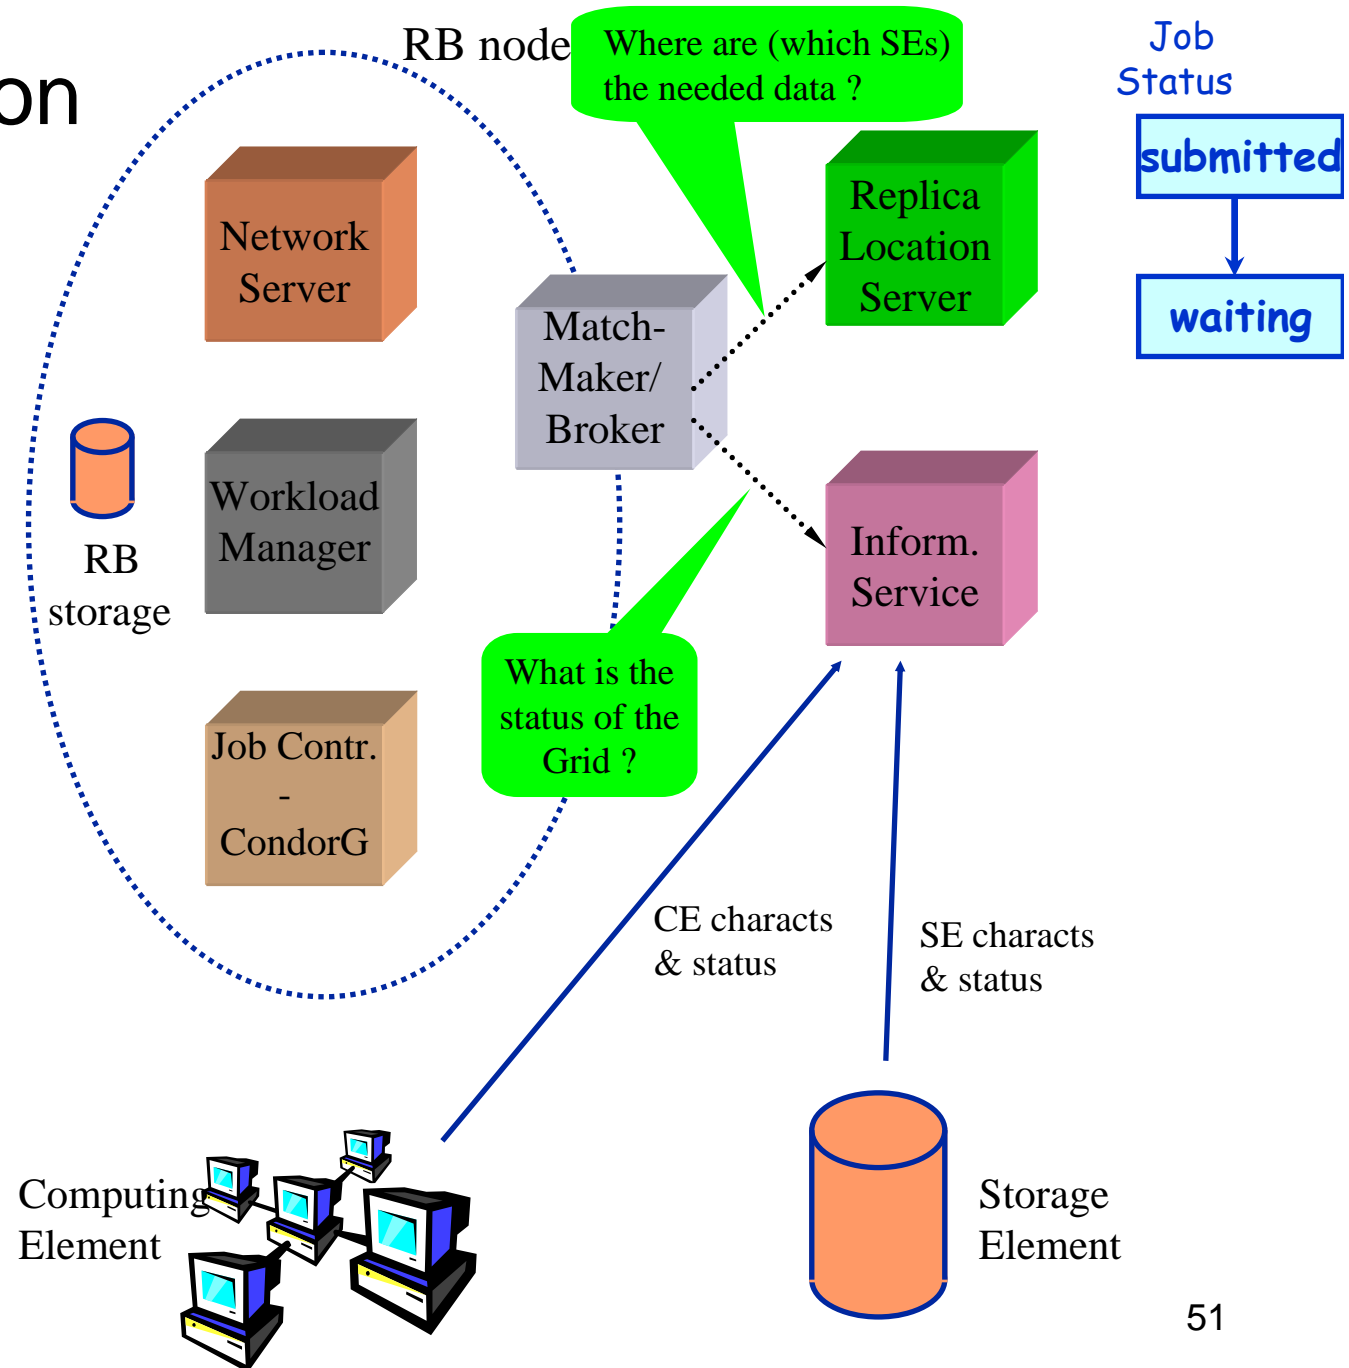 on
RB node
Where are (which SEs)
the needed data ?
Job
Status
submitted
waiting
Network
Server
Replica
Location
Server
Match-
Maker/
Broker
RB
storage
Workload
Manager
Inform.
Service
What is the
status of the
Grid ?
Job Contr.
-
CondorG
CE characts
& status
SE characts
& status
Computing
Element
Storage
Element
51